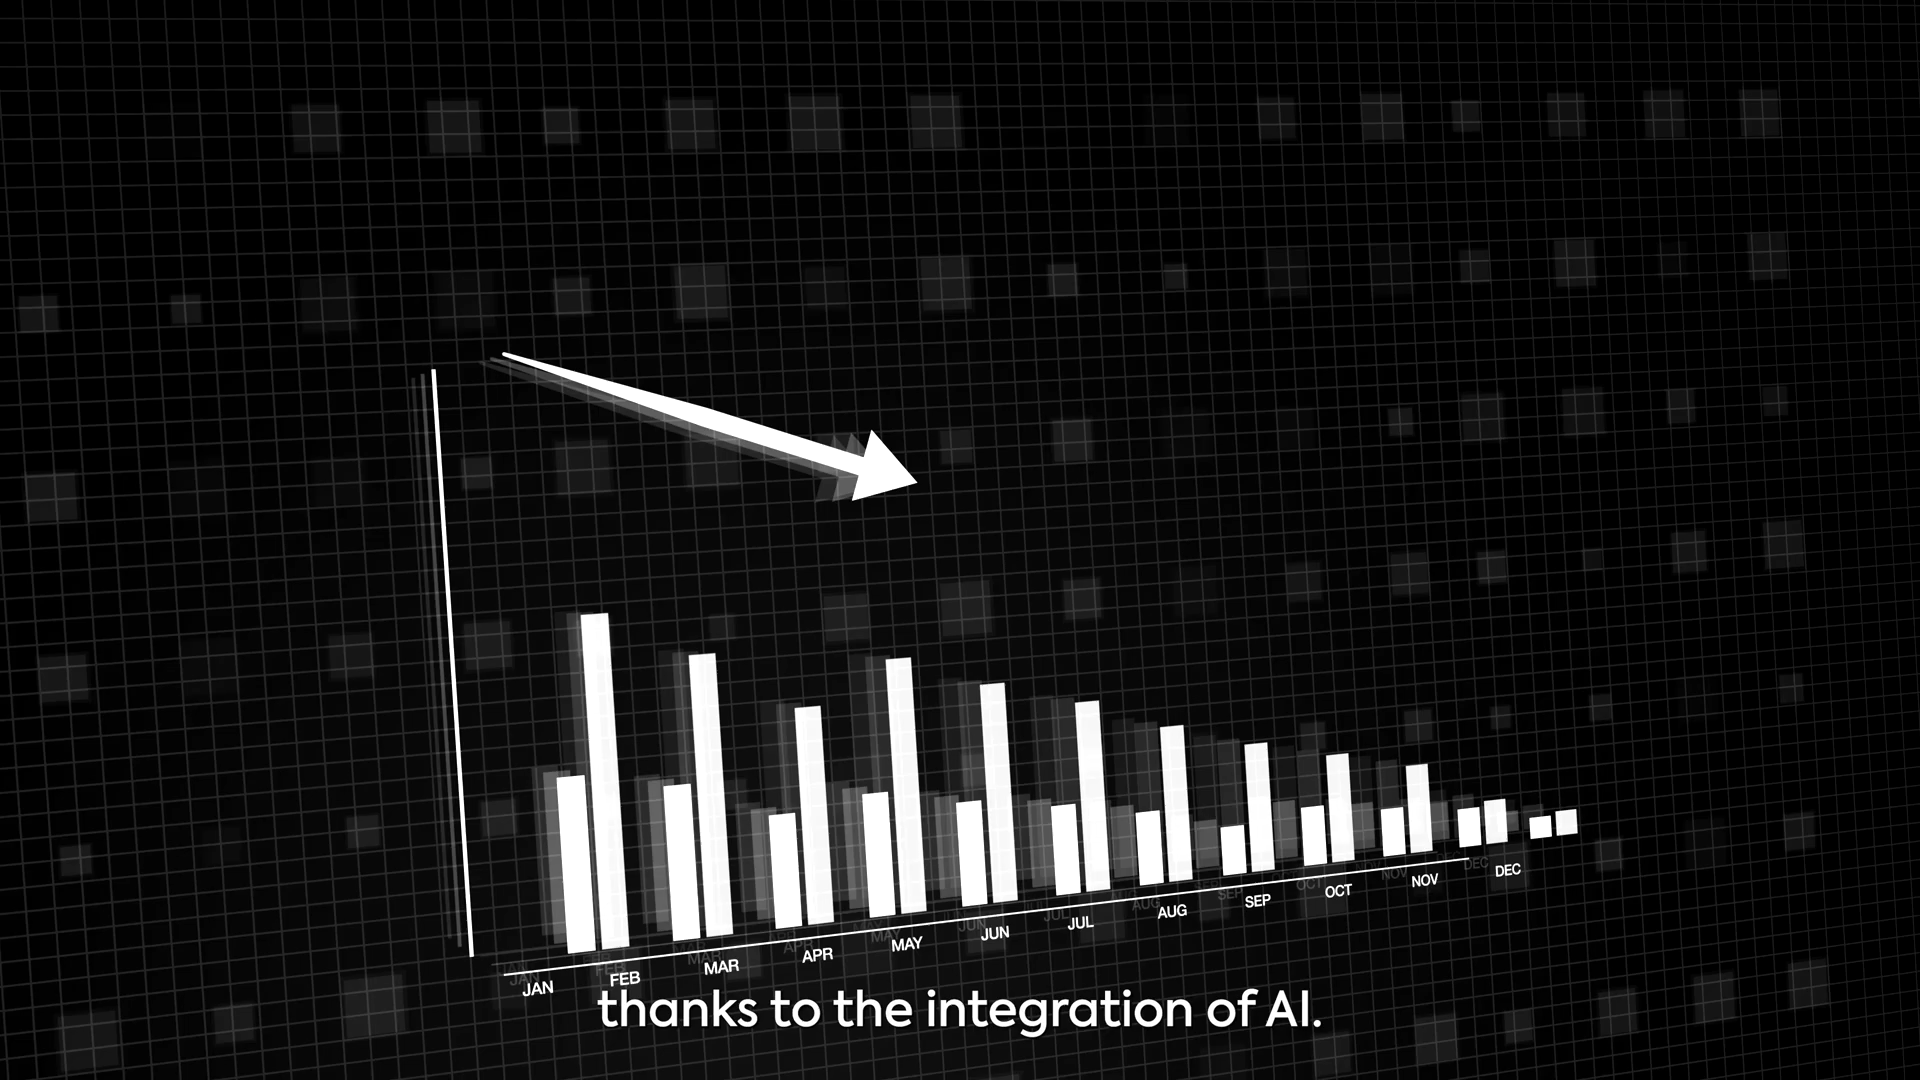 JAN FEB MAR APR MAY JUN JUL AUG SEP OCT NOV DEC
thanks to the integration of AI.